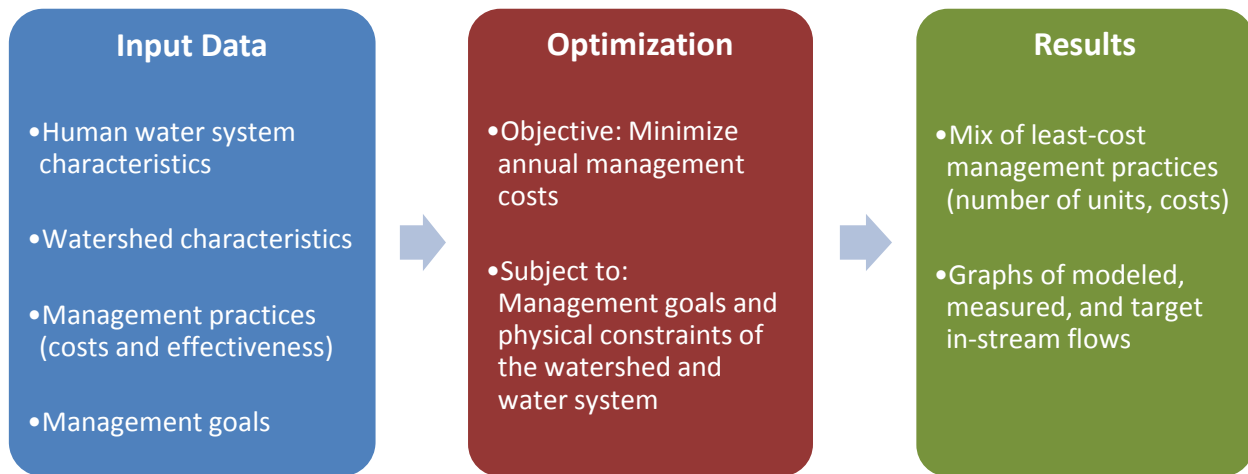 Input Data
•Human water system
characteristics
•Watershed characteristics
•Management practices
(costs and effectiveness)
•Management goals
Optimization
•Objective: Minimize
annual management
costs
•Subject to:
Management goals and
physical constraints of
the watershed and
water system
Results
•Mix of least-cost
management practices
(number of units, costs)
•Graphs of modeled,
measured, and target
in-stream flows